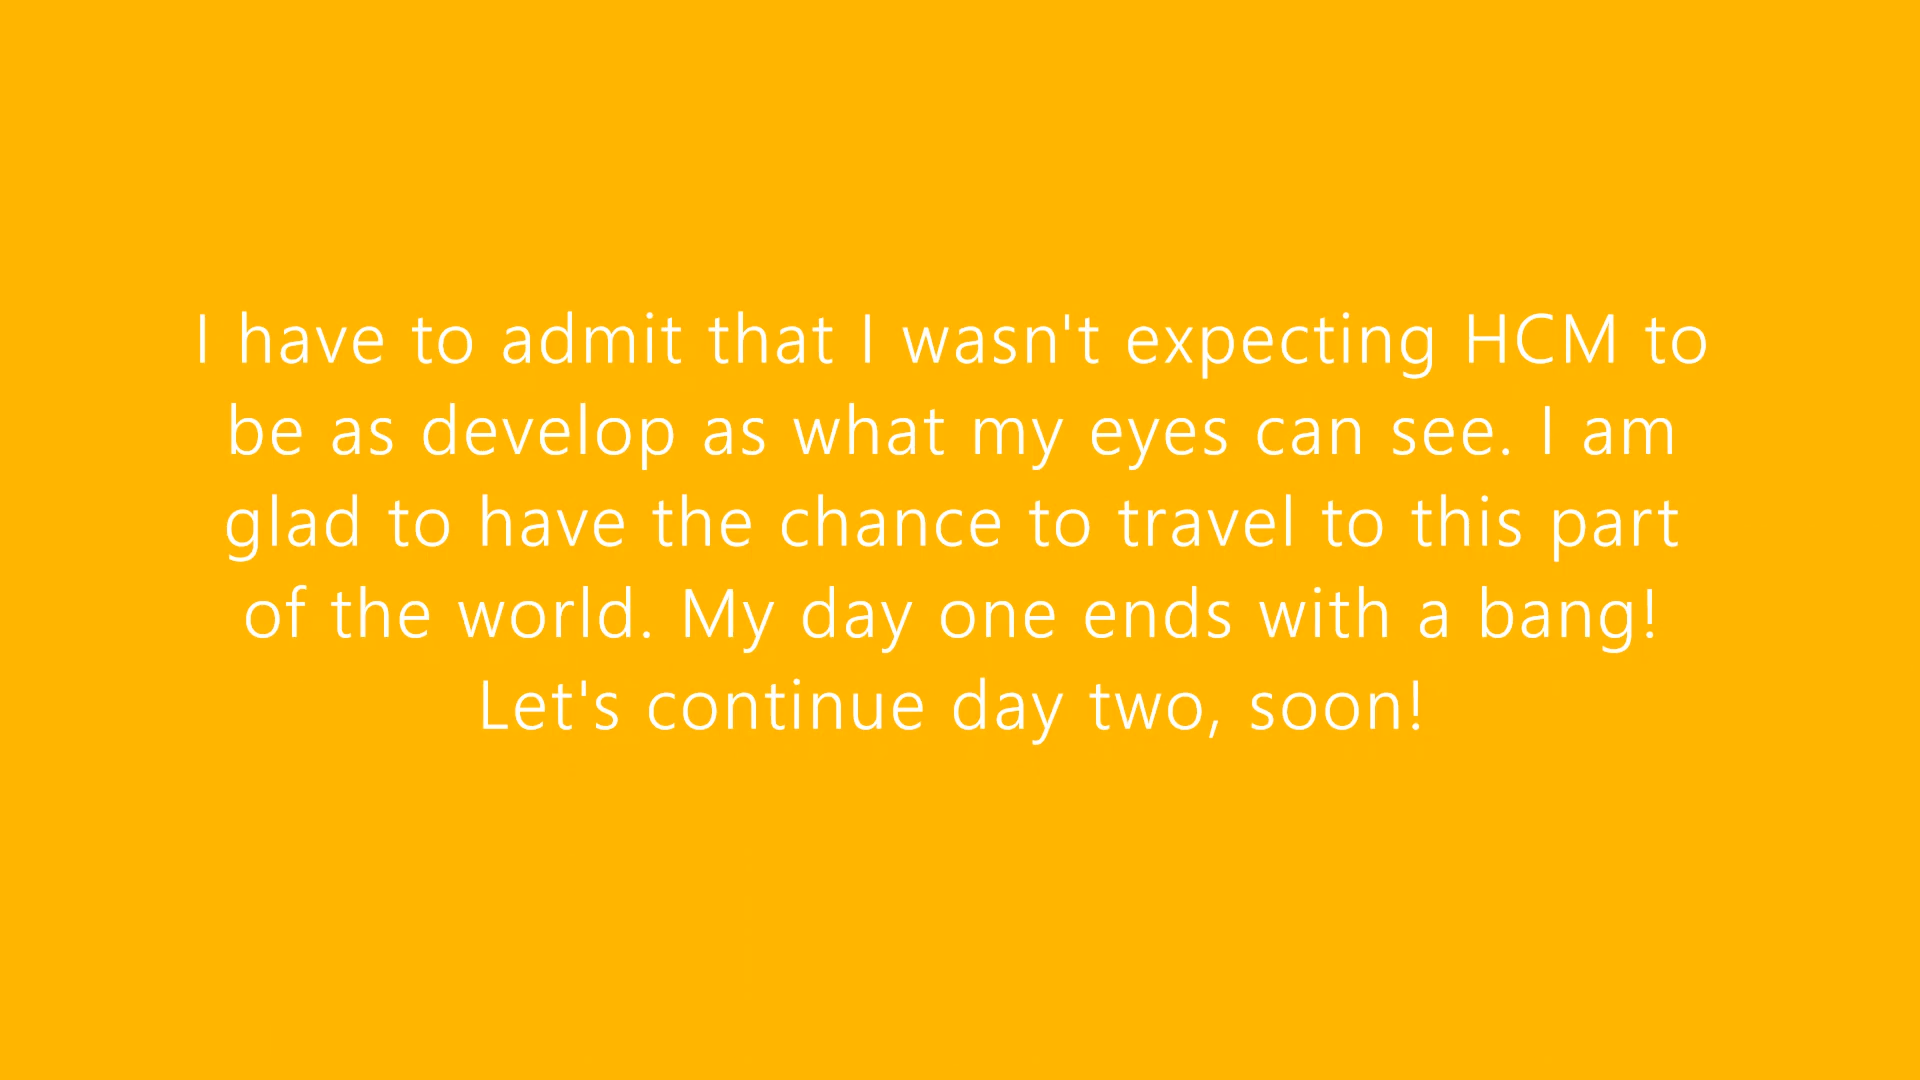 I have to admit that I wasn't expecting HCM to
be as develop as what my eyes can see. I am
glad to have the chance to travel to this part
of the world. My day one ends with a bang!
Let's continue day two, soon!